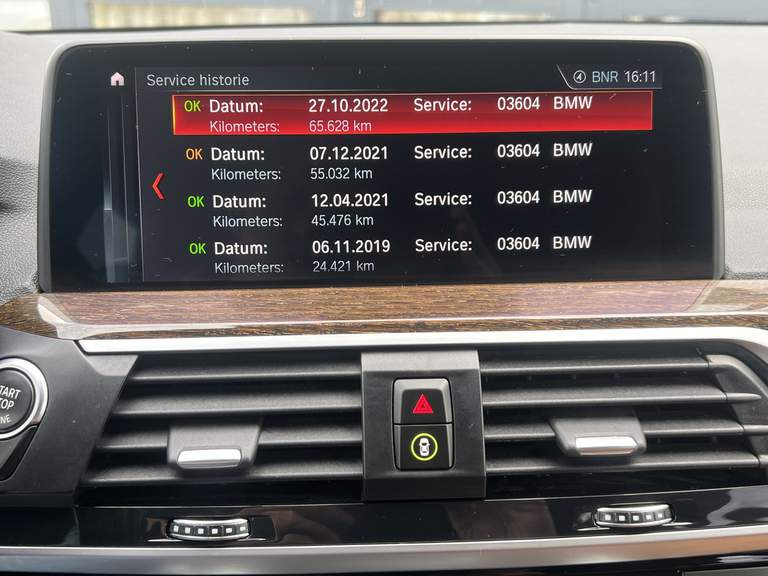 Service historie
④ BNR 16:11
OK Datum: 27.10.2022 Service: 03604 BMW
Kilometers: 65.628 km
OK Datum: 07.12.2021 Service: 03604 BMW
Kilometers: 55.032 km
OK Datum: 12.04.2021 Service: 03604 BMW
Kilometers: 45.476 km
OK Datum: 06.11.2019 Service: 03604 BMW
Kilometers: 24.421 km
START
STOP